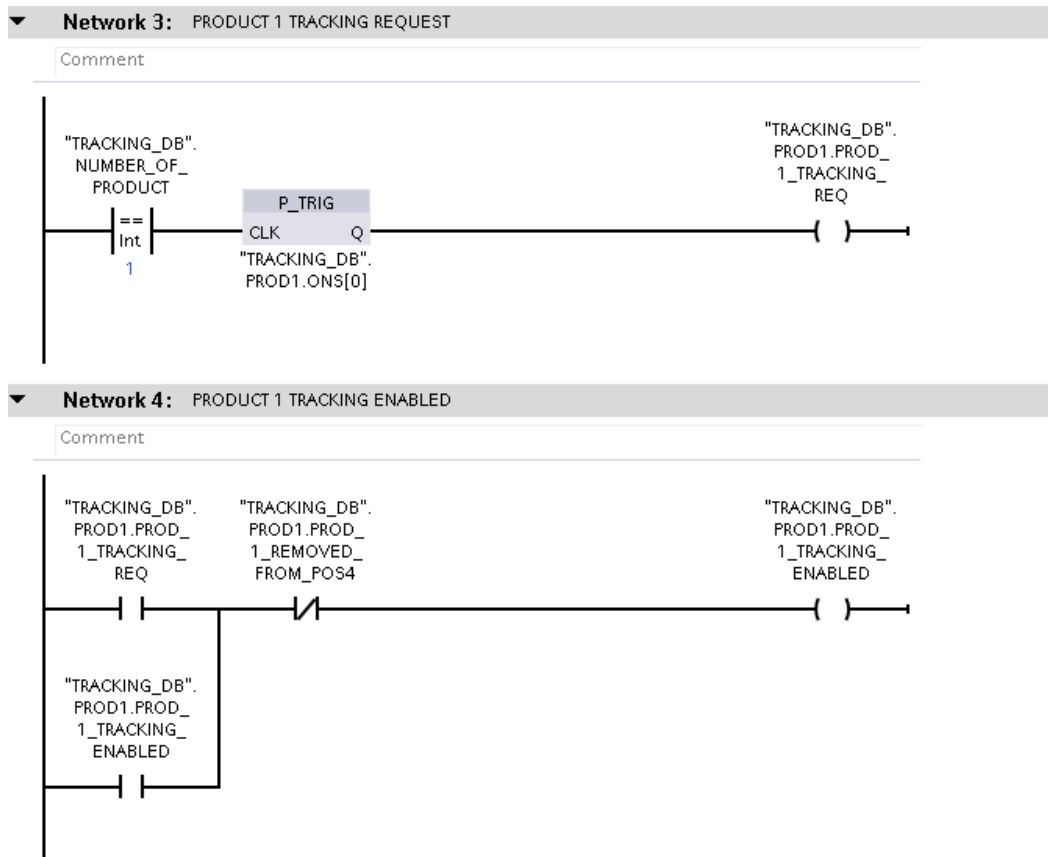 Network 3: PRODUCT 1 TRACKING REQUEST
Comment
"TRACKING_DB".
NUMBER_OF_
PRODUCT
==
Int
1
P_TRIG
CLK Q
"TRACKING_DB".
PROD1.ONS[0]
"TRACKING_DB".
PROD1.PROD_
1_TRACKING_
REQ
Network 4: PRODUCT 1 TRACKING ENABLED
Comment
"TRACKING_DB".
PROD1.PROD_
1_TRACKING_
REQ
"TRACKING_DB".
PROD1.PROD_
1_REMOVED_
FROM_POS4
"TRACKING_DB".
PROD1.PROD_
1_TRACKING_
ENABLED
"TRACKING_DB".
PROD1.PROD_
1_TRACKING_
ENABLED